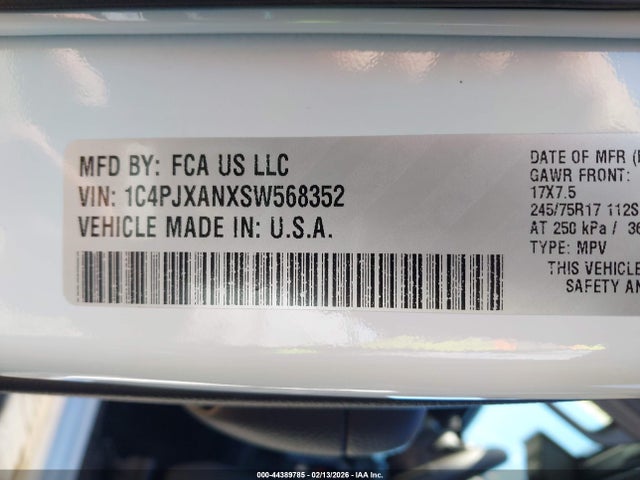 MFD BY: FCA US LLC
VIN: 1C4PJXANXSW568352
VEHICLE MADE IN: U.S.A.
DATE OF MFR
GAWR FRONT:
17X7.5
245/75R17 112S
AT 250 kPa / 36
TYPE: MPV
THIS VEHICLE
SAFETY AN
000-44389785 - 02/13/2026 - IAA Inc.